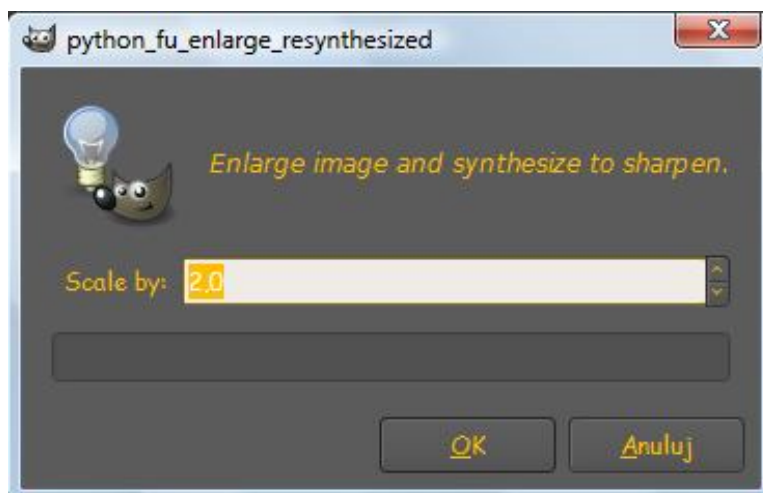 python_fu_enlarge_resynthesized
Enlarge image and synthesize to sharpen.
Scale by: 2,0
OK Anuluj